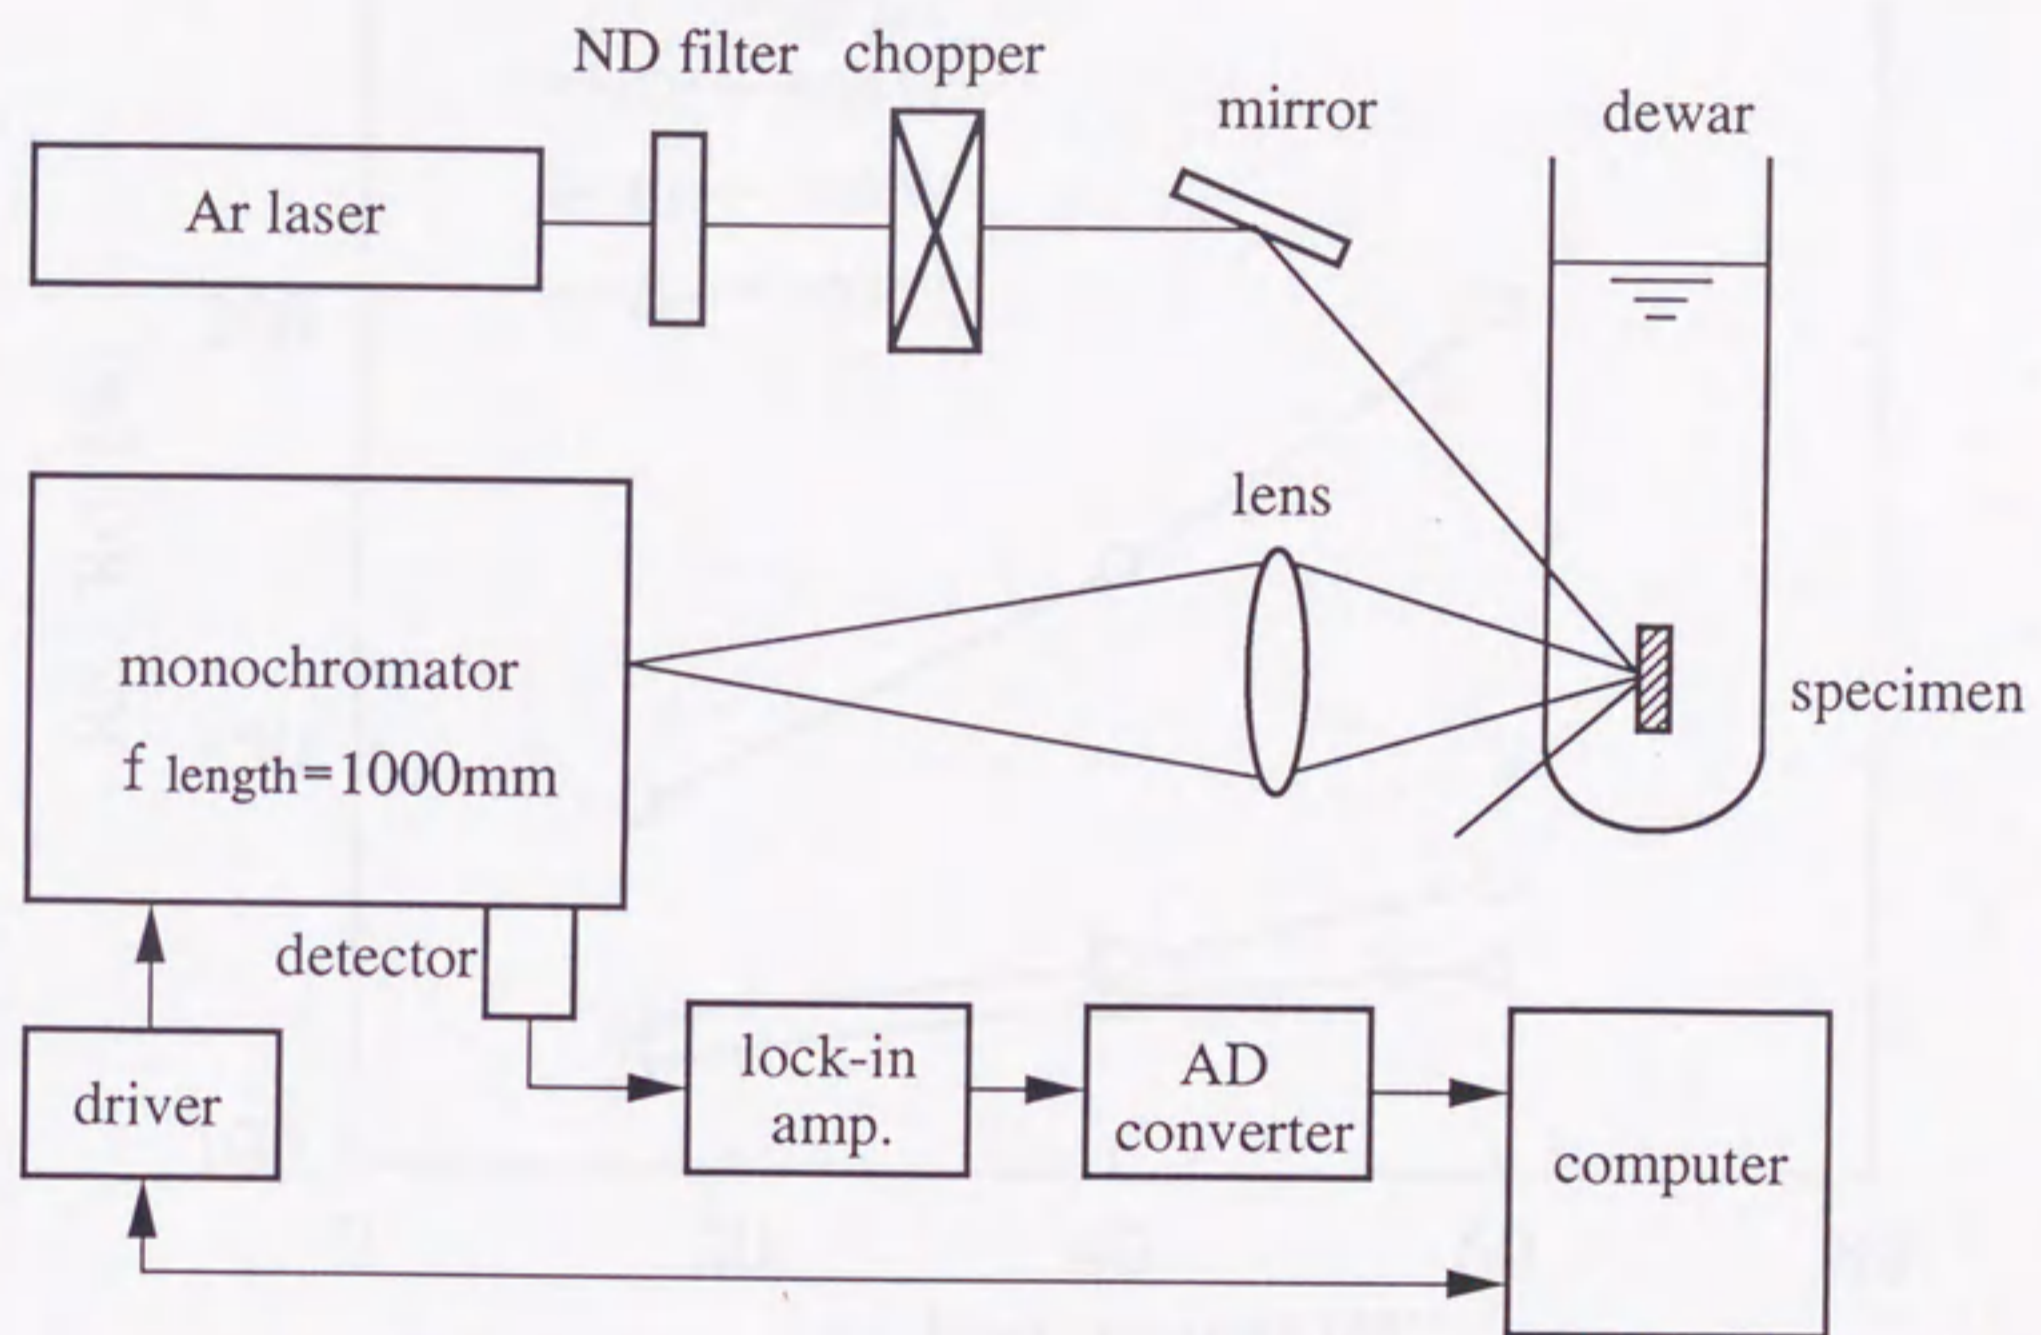 ND filter
chopper
mirror
dewar
Ar laser
lens
monochromator
f length=1000mm
specimen
detector
lock-in
amp.
AD
converter
driver
computer